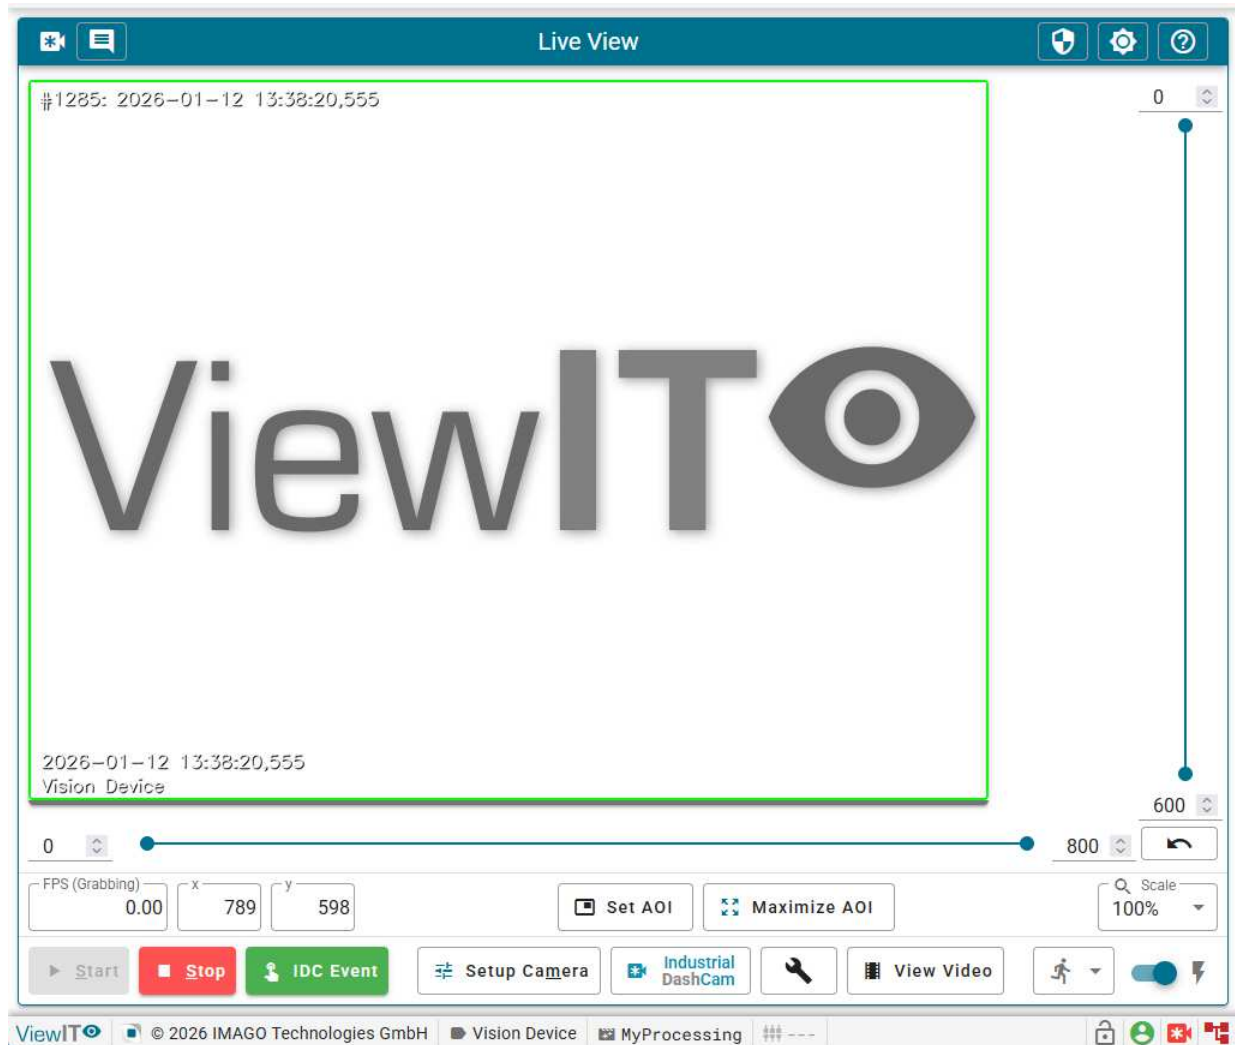 Live View
0
#1285: 2026-01-12 13:38:20,555
ViewIT
2026-01-12 13:38:20,555
Vision Device
600
0
800
FPS (Grabbing)
0.00
x
789
y
598
Set AOI
Maximize AOI
Scale
100%
Start
Stop
IDC Event
Setup Camera
Industrial
DashCam
View Video
ViewIT
© 2026 IMAGO Technologies GmbH
Vision Device
MyProcessing
---